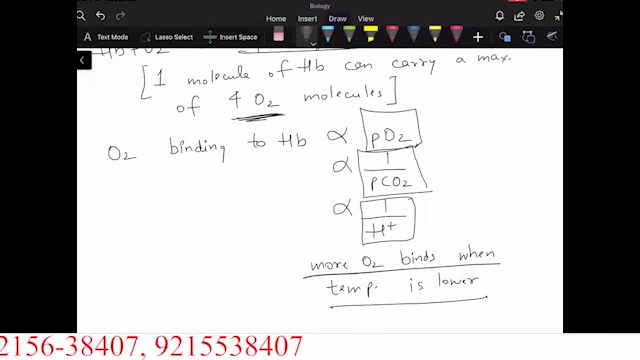 Biology
Home Insert Draw View
Text Mode Lasso Select Insert Space
Hb+O2
[1 molecule of Hb can carry a max.
of 4 O2 molecules]
O2 binding to Hb ∝ pO2
∝ 1/pCO2
∝ 1/H+
more O2 binds when
temp. is lower
2156-38407, 9215538407